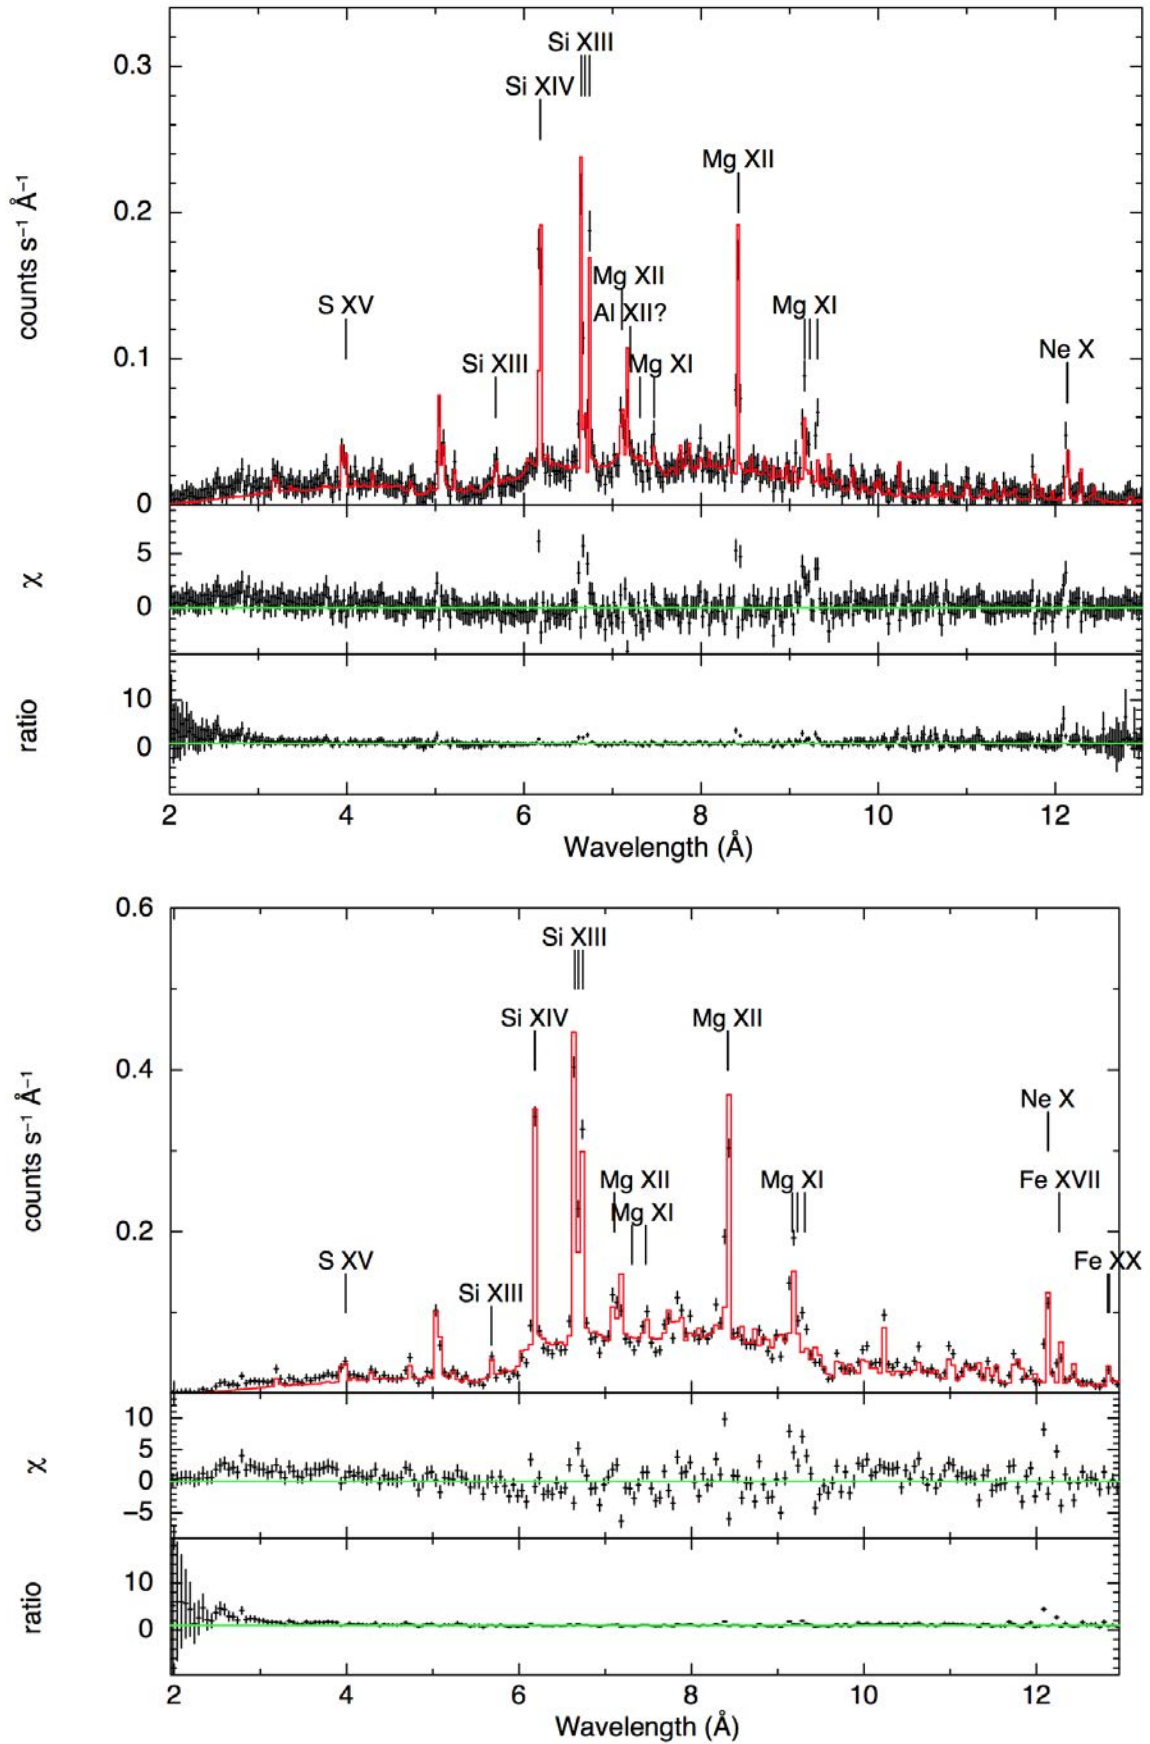 Si XIII
0.3
Si XIV
Mg XII
0.2
counts s⁻¹ Å⁻¹
Mg XII
S XV
Al XII?
Mg XI
Ne X
0.1
Si XIII
Mg XI
0
5
χ
0
10
ratio
0
2 4 6 8 10 12
Wavelength (Å)
0.6
Si XIII
Si XIV
Mg XII
0.4
Ne X
counts s⁻¹ Å⁻¹
Mg XII
Mg XI
Fe XVII
Mg XI
0.2
S XV
Fe XX
Si XIII
10
5
χ
0
−5
10
ratio
0
2 4 6 8 10 12
Wavelength (Å)